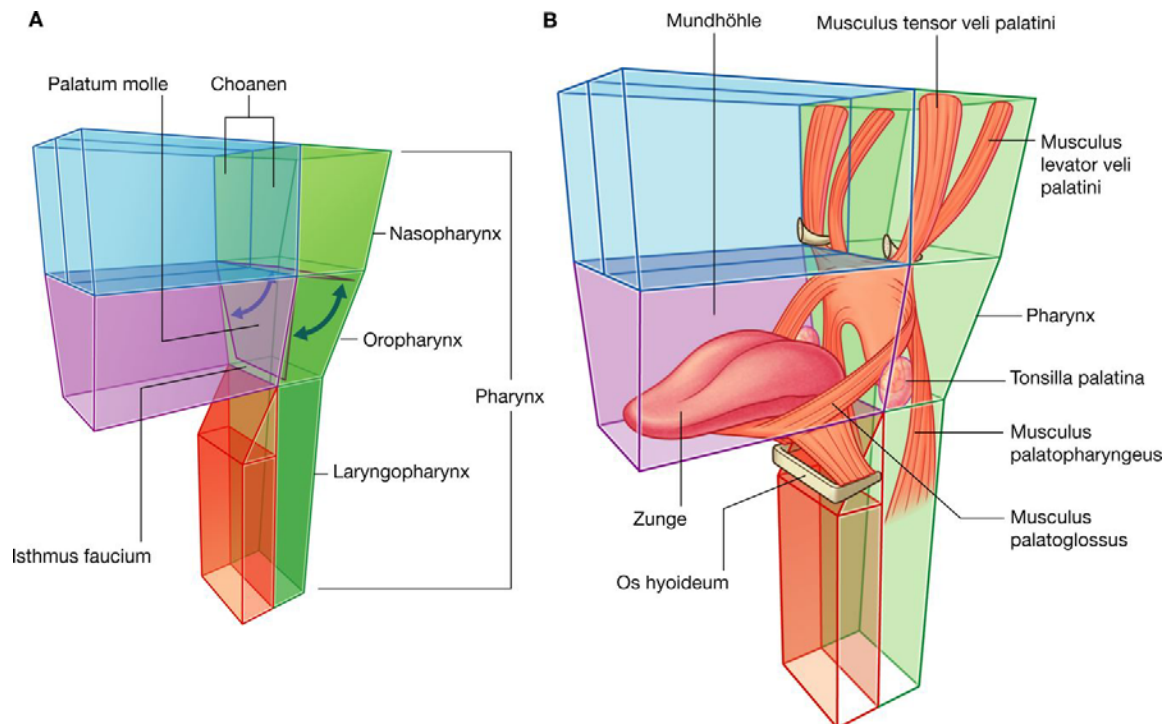 A
Palatum molle
Choanen
Nasopharynx
Oropharynx
Pharynx
Laryngopharynx
Isthmus faucium
B
Mundhöhle
Musculus tensor veli palatini
Musculus
levator veli
palatini
Pharynx
Tonsilla palatina
Musculus
palatopharyngeus
Musculus
palatoglossus
Zunge
Os hyoideum